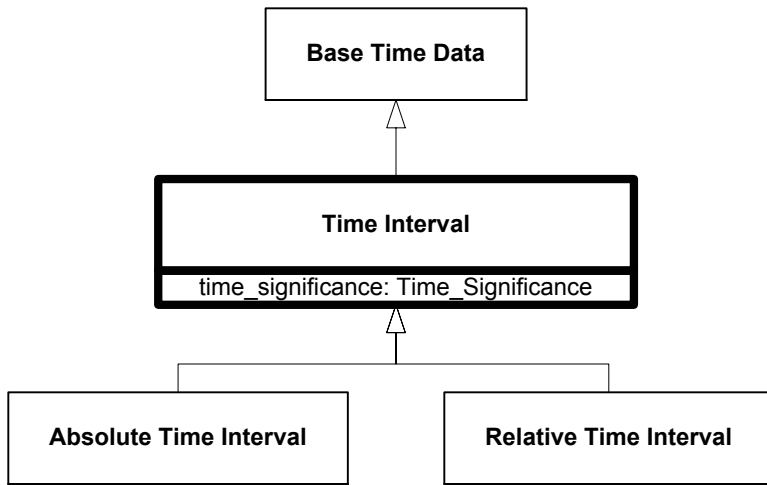 Base Time Data
Time Interval
time_significance: Time_Significance
Absolute Time Interval
Relative Time Interval